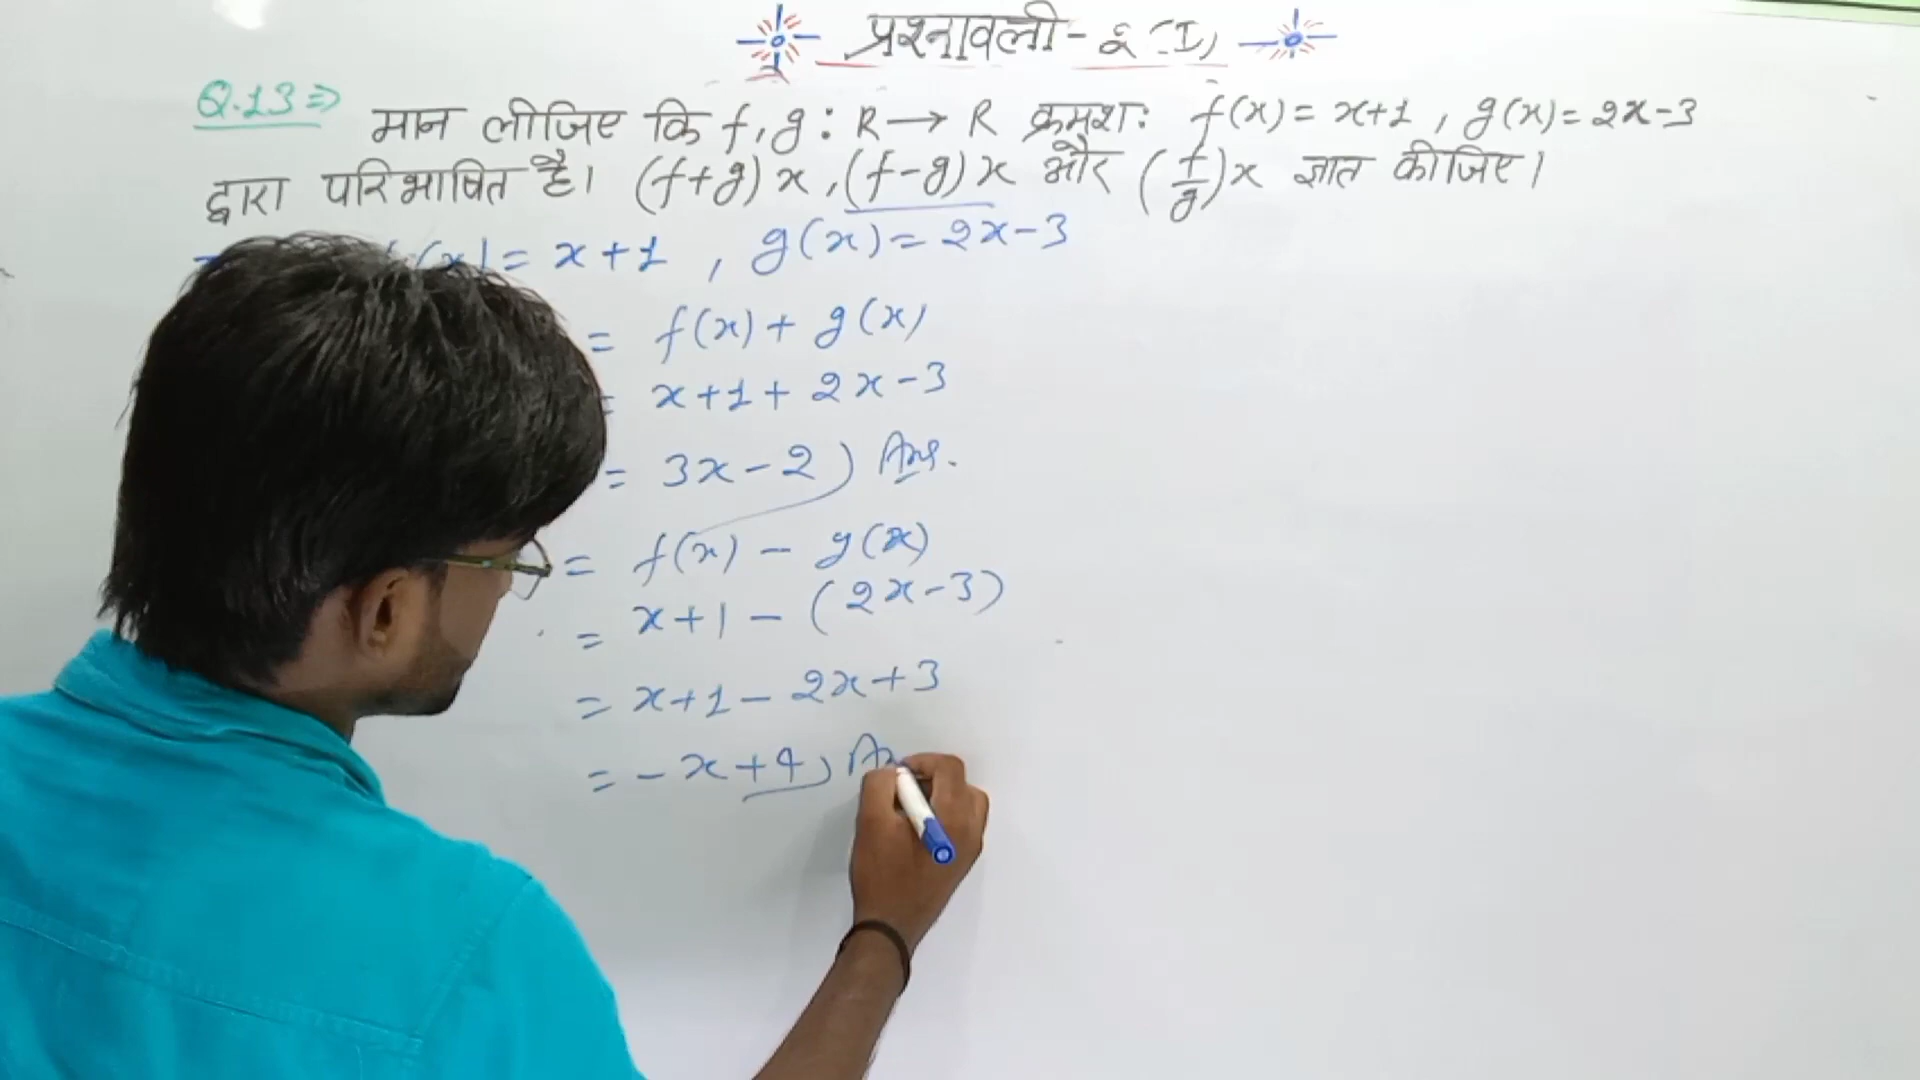 प्रश्नावली- 2 (I)
Q.13⇒ मान लीजिए कि f, g : R → R क्रमशः f(x) = x+1 , g(x) = 2x-3
द्वारा परिभाषित है। (f+g)x , (f-g)x और (f/g)x ज्ञात कीजिए।
= x+1 , g(x) = 2x-3
= f(x) + g(x)
= x+1+ 2x-3
= 3x-2 Ans.
= f(x) - g(x)
= x+1 - (2x-3)
= x+1 - 2x+3
= -x+4